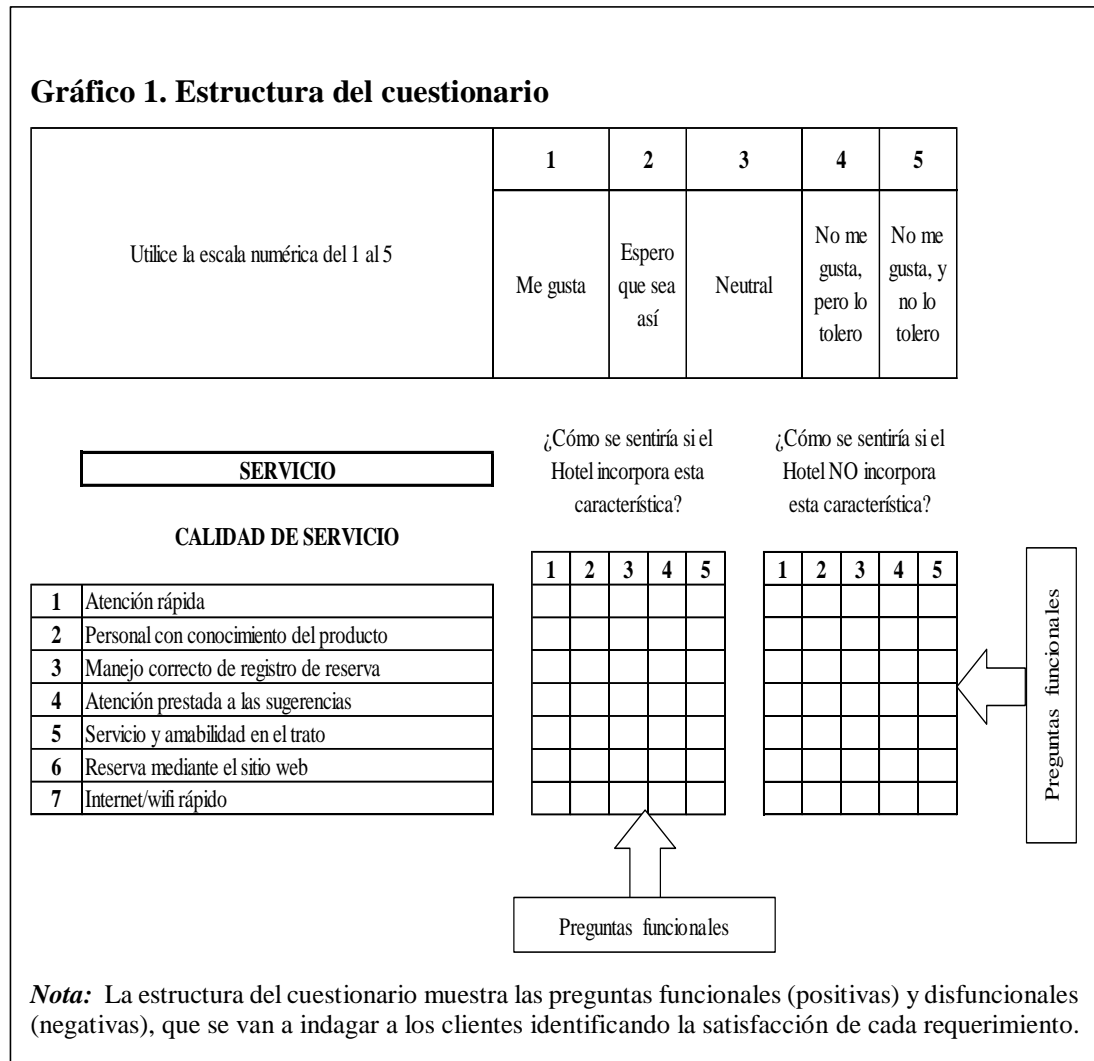 Gráfico 1. Estructura del cuestionario
Utilice la escala numérica del 1 al 5
1 2 3 4 5
Me gusta
Espero
que sea
así
Neutral
No me
gusta,
pero lo
tolero
No me
gusta, y
no lo
tolero
SERVICIO
CALIDAD DE SERVICIO
¿Cómo se sentiría si el
Hotel incorpora esta
característica?
¿Cómo se sentiría si el
Hotel NO incorpora
esta característica?
1 2 3 4 5
1 2 3 4 5
1 Atención rápida
2 Personal con conocimiento del producto
3 Manejo correcto de registro de reserva
4 Atención prestada a las sugerencias
5 Servicio y amabilidad en el trato
6 Reserva mediante el sitio web
7 Internet/wifi rápido
Preguntas funcionales
Preguntas funcionales
Nota: La estructura del cuestionario muestra las preguntas funcionales (positivas) y disfuncionales
(negativas), que se van a indagar a los clientes identificando la satisfacción de cada requerimiento.